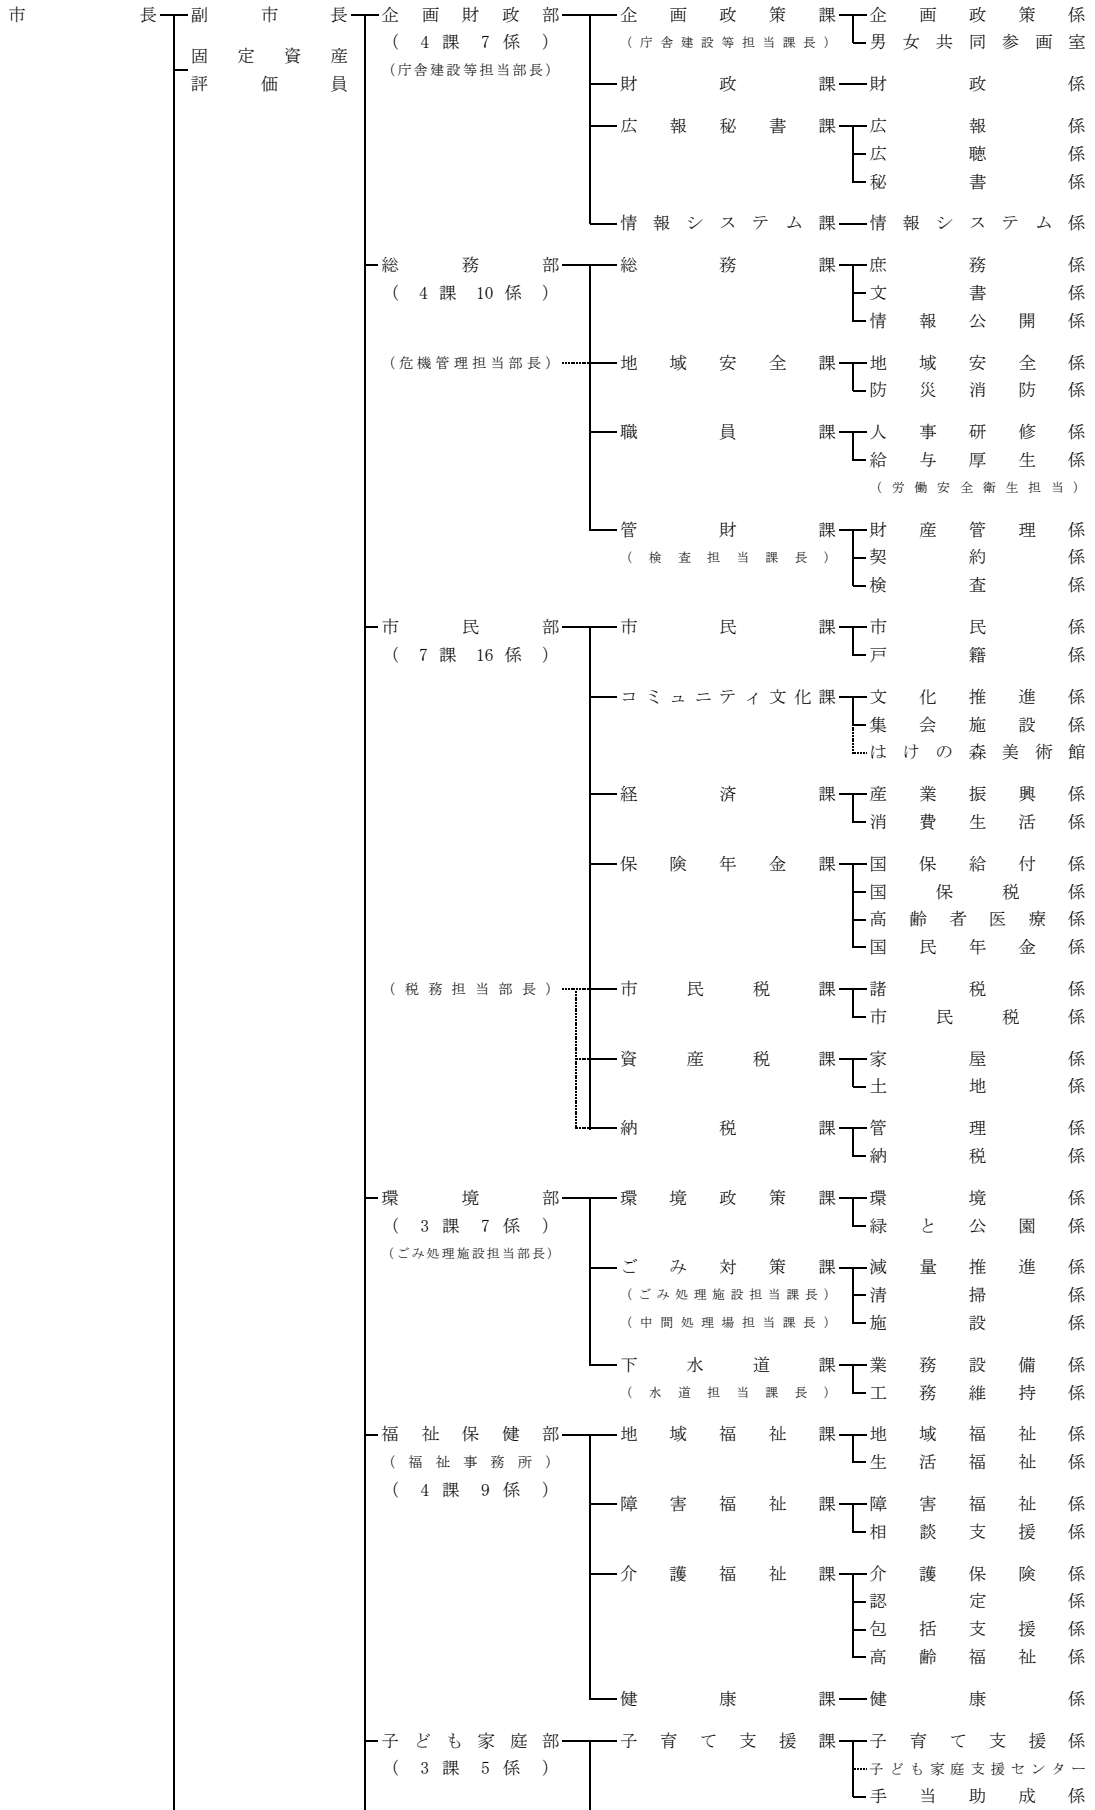 市長 副市長 企画財政部 企画政策課 企画政策係
(4課7係) (庁舎建設等担当課長) 男女共同参画室
固定資産
(庁舎建設等担当部長)
評価員 財政課 財政係
広報秘書課 広報係
広聴係
秘書係
情報システム課 情報システム係
総務部 総務課 庶務係
(4課10係) 文書係
情報公開係
(危機管理担当部長) 地域安全課 地域安全係
防災消防係
職員課 人事研修係
給与厚生係
(労働安全衛生担当)
管財課 財産管理係
(検査担当課長) 契約係
検査係
市民部 市民課 市民係
(7課16係) 戸籍係
コミュニティ文化課 文化推進係
集会施設係
はけの森美術館
経済課 産業振興係
消費生活係
保険年金課 国保給付係
国保税係
高齢者医療係
国民年金係
(税務担当部長) 市民税課 諸税係
市民税係
資産税課 家屋係
土地係
納税課 管理係
納税係
環境部 環境政策課 環境係
(3課7係) 緑と公園係
(ごみ処理施設担当部長)
ごみ対策課 減量推進係
(ごみ処理施設担当課長) 清掃係
(中間処理場担当課長) 施設係
下水道課 業務設備係
(水道担当課長) 工務維持係
福祉保健部 地域福祉課 地域福祉係
(福祉事務所) 生活福祉係
(4課9係)
障害福祉課 障害福祉係
相談支援係
介護福祉課 介護保険係
認定係
包括支援係
高齢福祉係
健康課 健康係
子ども家庭部 子育て支援課 子育て支援係
(3課5係) 子ども家庭支援センター
手当助成係